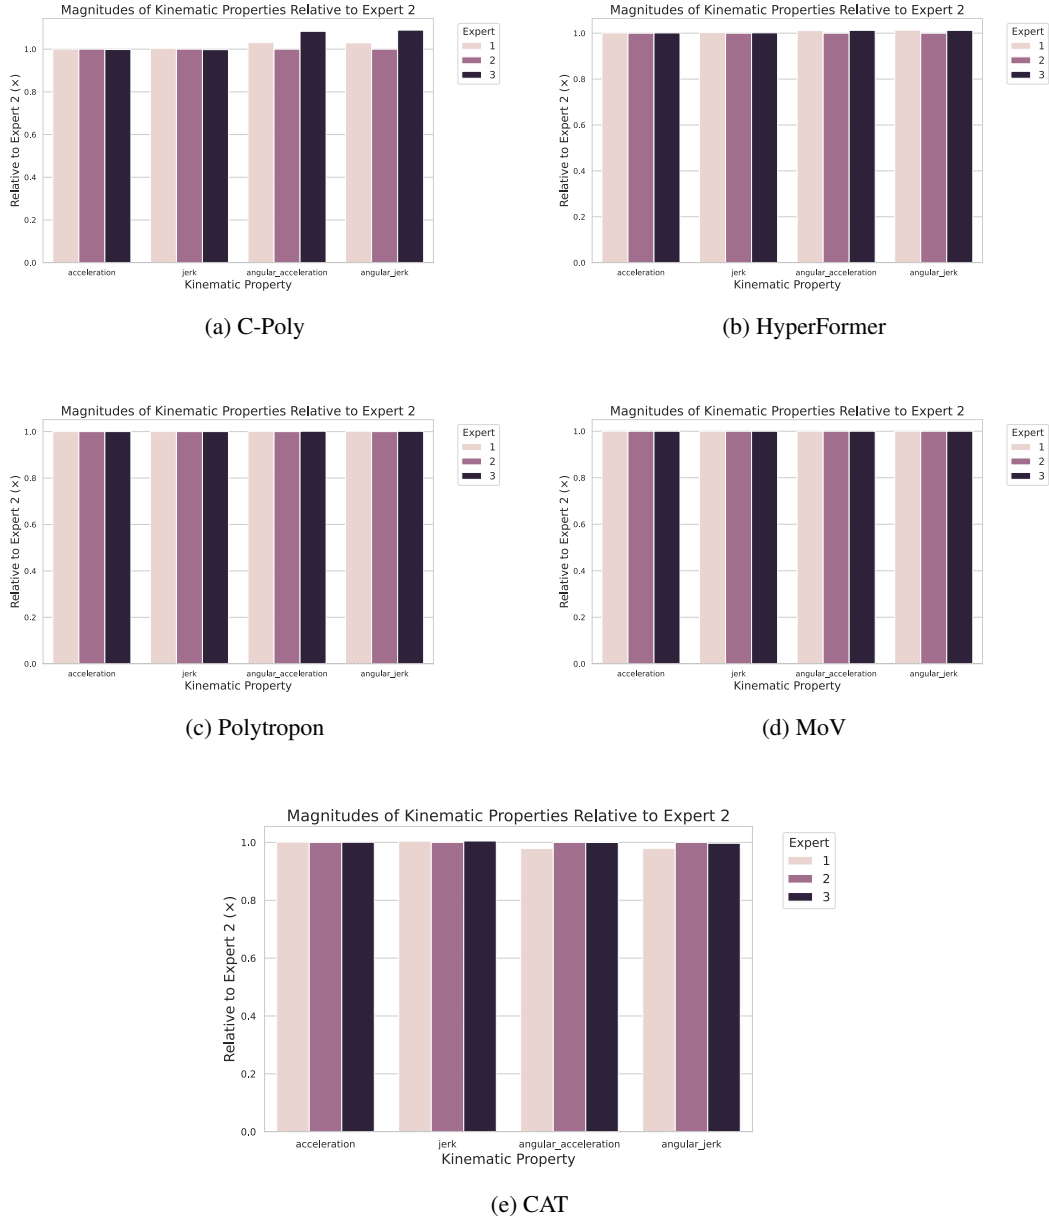 Magnitudes of Kinematic Properties Relative to Expert 2
Relative to Expert 2 (×)
1.0
0.8
0.6
0.4
0.2
0.0
acceleration jerk angular_acceleration angular_jerk
Kinematic Property
Expert
1
2
3
(a) C-Poly
Magnitudes of Kinematic Properties Relative to Expert 2
Relative to Expert 2 (×)
1.0
0.8
0.6
0.4
0.2
0.0
acceleration jerk angular_acceleration angular_jerk
Kinematic Property
Expert
1
2
3
(b) HyperFormer
Magnitudes of Kinematic Properties Relative to Expert 2
Relative to Expert 2 (×)
1.0
0.8
0.6
0.4
0.2
0.0
acceleration jerk angular_acceleration angular_jerk
Kinematic Property
Expert
1
2
3
(c) Polytropon
Magnitudes of Kinematic Properties Relative to Expert 2
Relative to Expert 2 (×)
1.0
0.8
0.6
0.4
0.2
0.0
acceleration jerk angular_acceleration angular_jerk
Kinematic Property
Expert
1
2
3
(d) MoV
Magnitudes of Kinematic Properties Relative to Expert 2
Relative to Expert 2 (×)
1.0
0.8
0.6
0.4
0.2
0.0
acceleration jerk angular_acceleration angular_jerk
Kinematic Property
Expert
1
2
3
(e) CAT